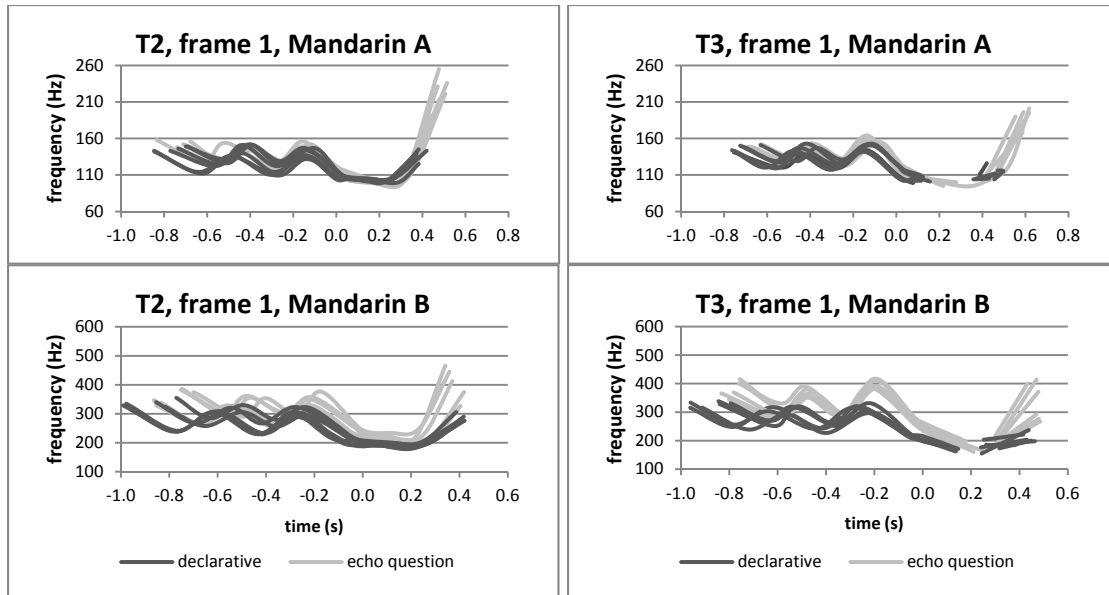 T2, frame 1, Mandarin A
frequency (Hz)
260
210
160
110
60
-1.0 -0.8 -0.6 -0.4 -0.2 0.0 0.2 0.4 0.6 0.8
T3, frame 1, Mandarin A
frequency (Hz)
260
210
160
110
60
-1.0 -0.8 -0.6 -0.4 -0.2 0.0 0.2 0.4 0.6 0.8
T2, frame 1, Mandarin B
frequency (Hz)
600
500
400
300
200
100
-1.0 -0.8 -0.6 -0.4 -0.2 0.0 0.2 0.4 0.6
time (s)
declarative echo question
T3, frame 1, Mandarin B
frequency (Hz)
600
500
400
300
200
100
-1.0 -0.8 -0.6 -0.4 -0.2 0.0 0.2 0.4 0.6
time (s)
declarative echo question